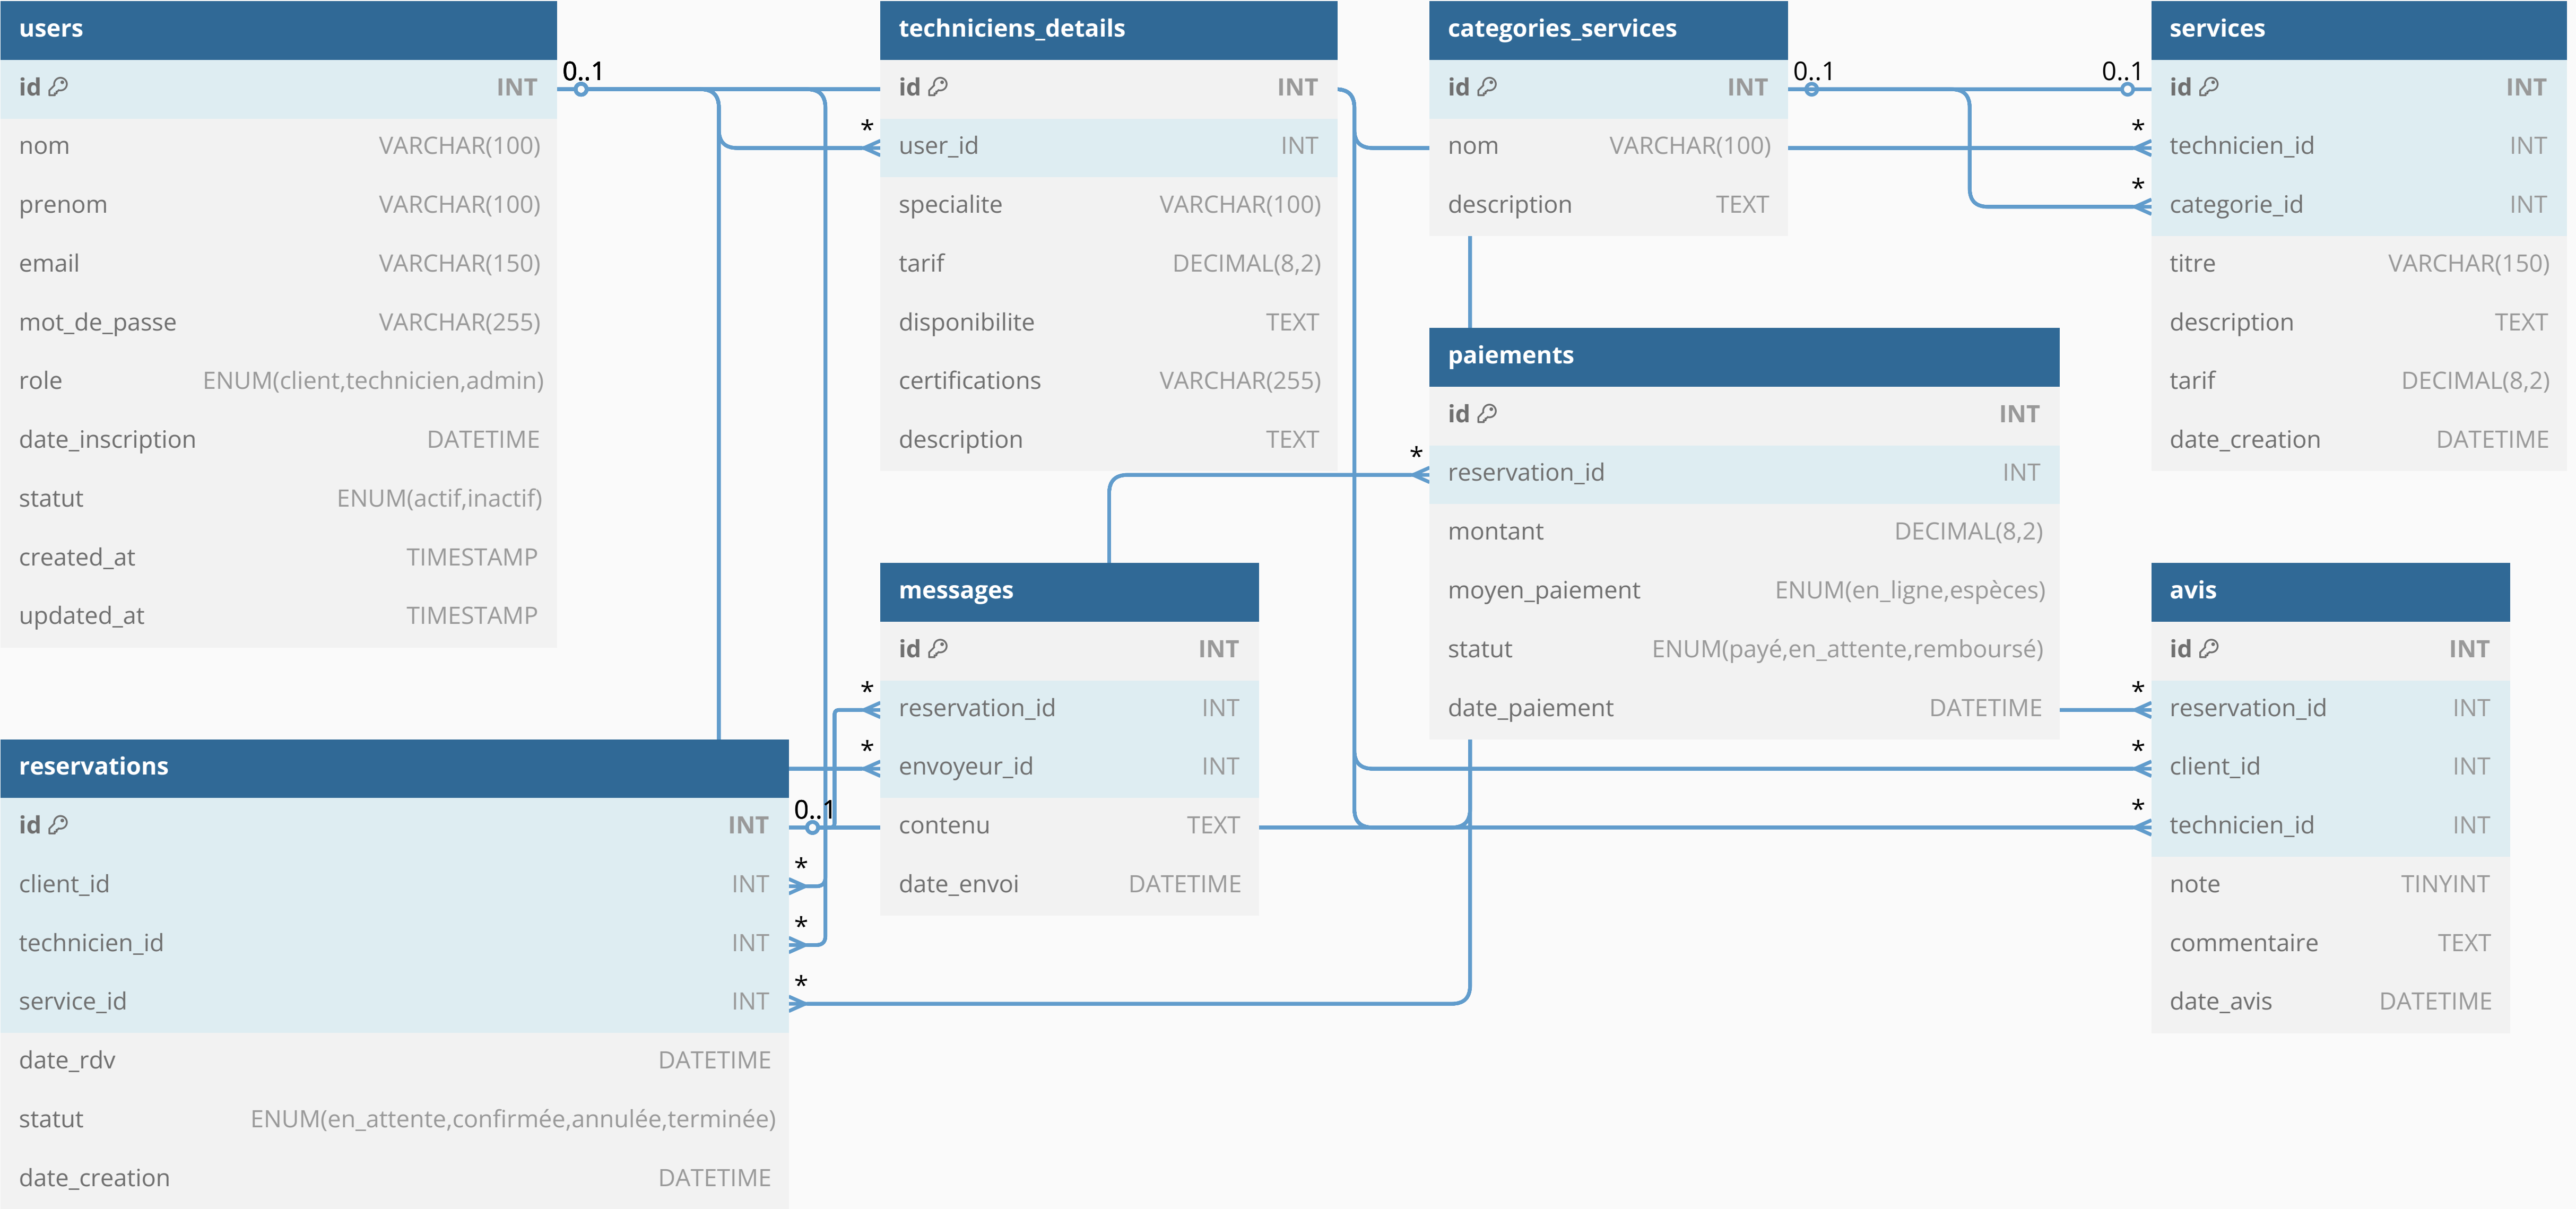 users
id INT
nom VARCHAR(100)
prenom VARCHAR(100)
email VARCHAR(150)
mot_de_passe VARCHAR(255)
role ENUM(client,technicien,admin)
date_inscription DATETIME
statut ENUM(actif,inactif)
created_at TIMESTAMP
updated_at TIMESTAMP
0..1
techniciens_details
id INT
*
user_id INT
specialite VARCHAR(100)
tarif DECIMAL(8,2)
disponibilite TEXT
certifications VARCHAR(255)
description TEXT
categories_services
id INT
nom VARCHAR(100)
description TEXT
0..1
0..1
services
id INT
*
technicien_id INT
*
categorie_id INT
titre VARCHAR(150)
description TEXT
tarif DECIMAL(8,2)
date_creation DATETIME
paiements
id INT
*
reservation_id INT
montant DECIMAL(8,2)
moyen_paiement ENUM(en_ligne,espèces)
statut ENUM(payé,en_attente,remboursé)
date_paiement DATETIME
messages
id INT
*
reservation_id INT
*
envoyeur_id INT
contenu TEXT
date_envoi DATETIME
avis
id INT
*
reservation_id INT
*
client_id INT
*
technicien_id INT
note TINYINT
commentaire TEXT
date_avis DATETIME
reservations
id INT
0..1
client_id INT
*
technicien_id INT
*
service_id INT
*
date_rdv DATETIME
statut ENUM(en_attente,confirmée,annulée,terminée)
date_creation DATETIME